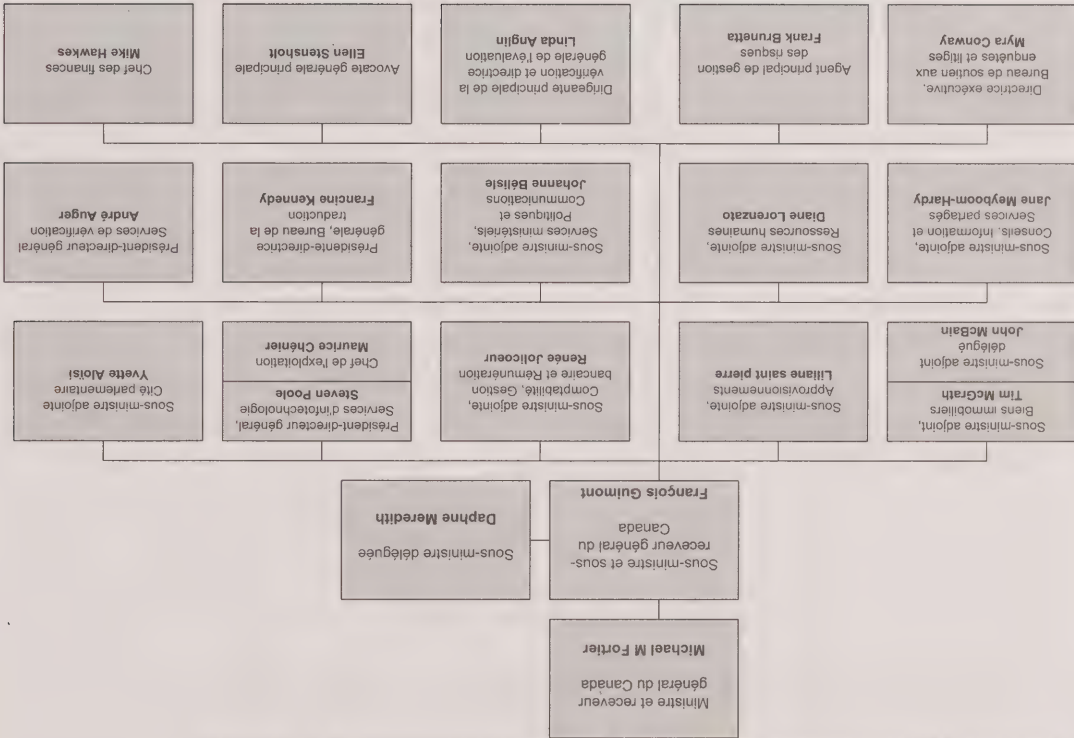 Ministre et receveur
général du Canada
Michael M Fortier
Sous-ministre et sous-
receveur général du
Canada
François Guimont
Sous-ministre déléguée
Daphne Meredith
Sous-ministre adjoint,
Biens immobiliers
Tim McGrath
Sous-ministre adjoint
délégué
John McBain
Sous-ministre adjointe,
Approvisionnements
Liliane saint pierre
Sous-ministre adjointe,
Comptabilité, Gestion
bancaire et Rémunération
Renée Jolicoeur
Président-directeur général,
Services d'infotechnologie
Steven Poole
Chef de l'exploitation
Maurice Chénier
Sous-ministre adjointe
Cité parlementaire
Yvette Aloisi
Sous-ministre adjointe,
Conseils. Information et
Services partagés
Jane Meyboom-Hardy
Sous-ministre adjointe,
Ressources humaines
Diane Lorenzato
Sous-ministre adjointe,
Services ministériels,
Politiques et
Communications
Johanne Bélisle
Présidente-directrice
générale, Bureau de la
traduction
Francine Kennedy
Président-directeur général
Services de vérification
André Auger
Directrice exécutive.
Bureau de soutien aux
enquêtes et litiges
Myra Conway
Agent principal de gestion
des risques
Frank Brunetta
Dirigeante principale de la
vérification et directrice
générale de l'évaluation
Linda Anglin
Avocate générale principale
Ellen Stensholt
Chef des finances
Mike Hawkes